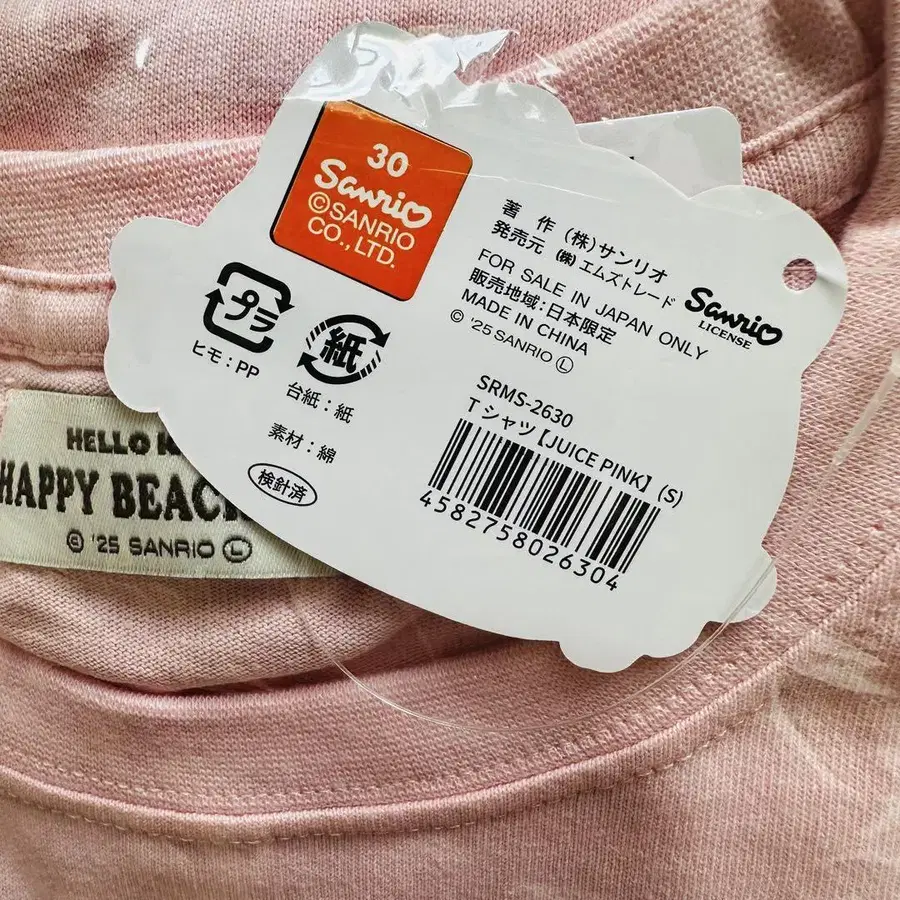 30
Sanrio
©SANRIO
CO., LTD.
プラ
ヒモ:PP
紙
台紙:紙
素材:綿
検針済
著 作 (株)サンリオ
発売元 (株)エムズトレード
FOR SALE IN JAPAN ONLY
販売地域:日本限定
MADE IN CHINA
© '25 SANRIO Ⓛ
Sanrio
LICENSE
SRMS-2630
Tシャツ【JUICE PINK】(S)
4582758026304
HELLO
HAPPY BEAC
© '25 SANRIO Ⓛ